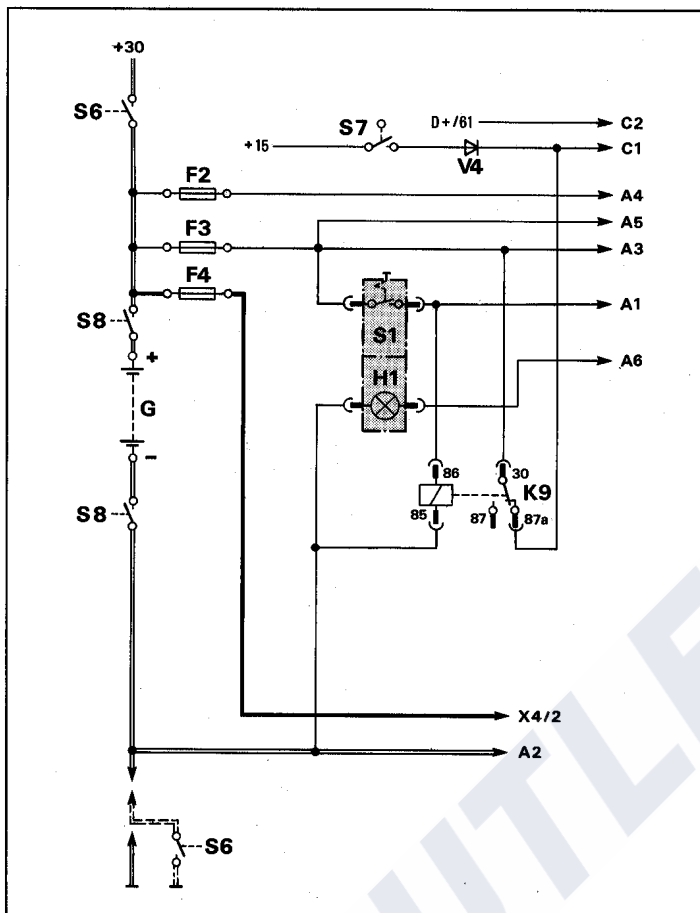 +30
S6
S7
D+/61
C2
+15
V4
C1
F2
A4
A5
F3
A3
F4
S8
S1
A1
+
H1
A6
G
86
30
-
K9
85
87
87a
S8
X4/2
A2
S6
UTLE